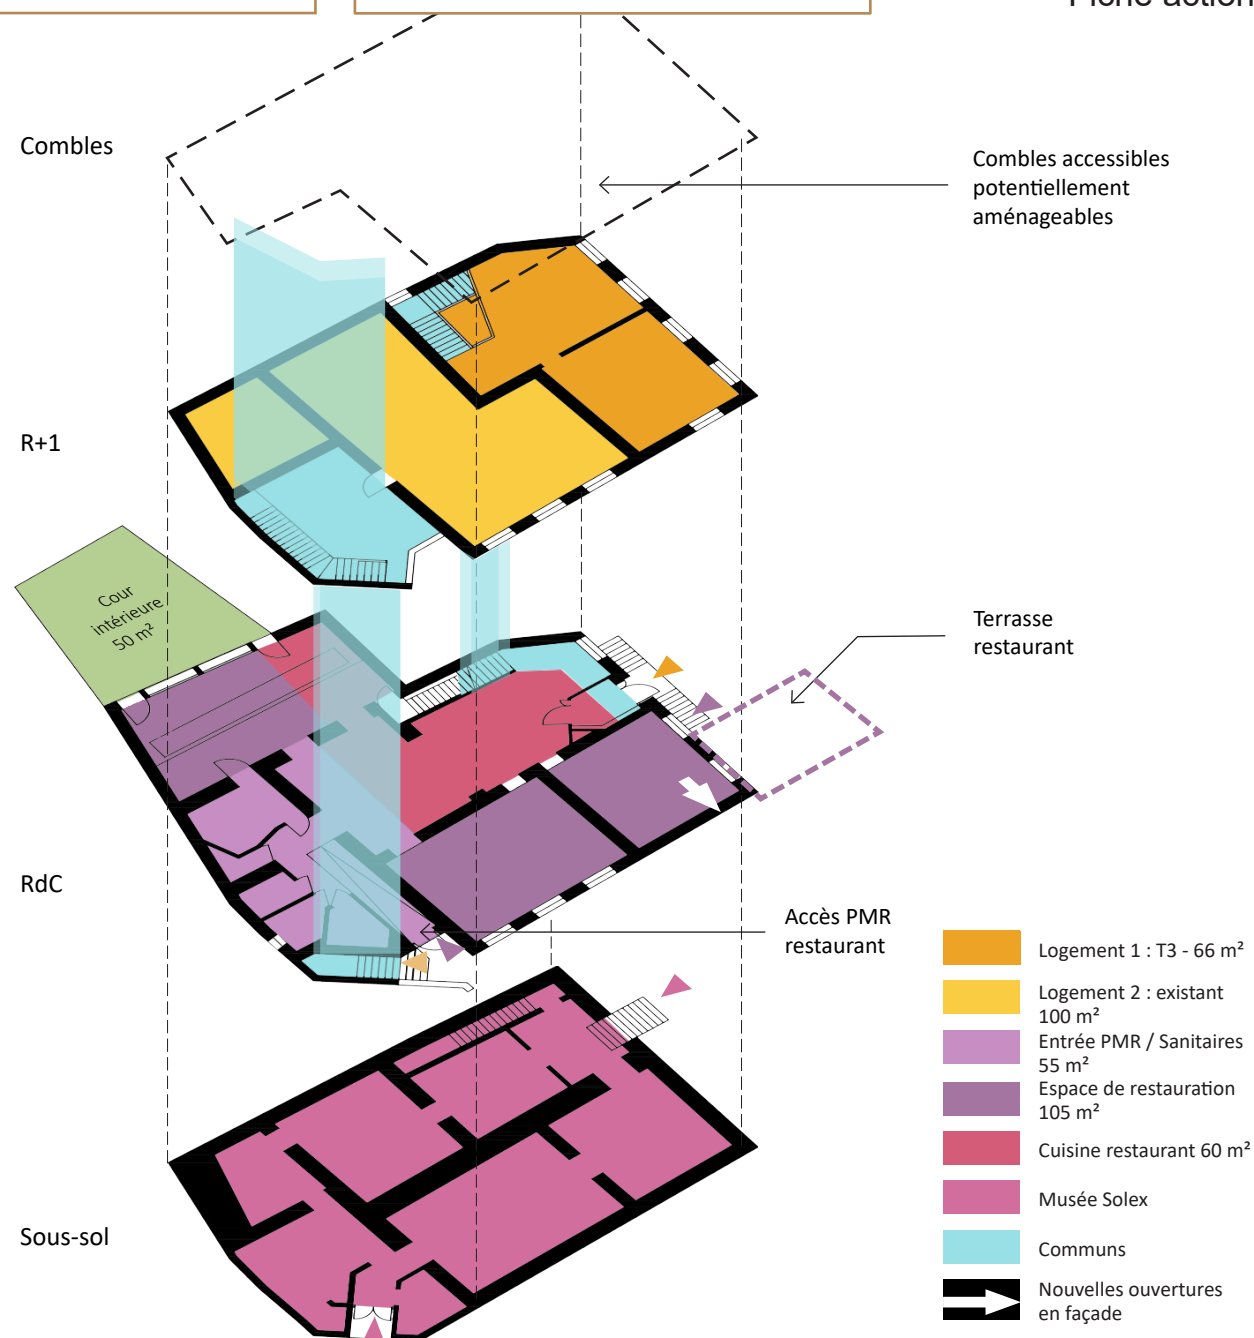 Fiche action
Combles
Combles accessibles
potentiellement
aménageables
R+1
Cour
intérieure
50 m²
Terrasse
restaurant
RdC
Accès PMR
restaurant
Sous-sol
Logement 1 : T3 - 66 m²
Logement 2 : existant
100 m²
Entrée PMR / Sanitaires
55 m²
Espace de restauration
105 m²
Cuisine restaurant 60 m²
Musée Solex
Communs
Nouvelles ouvertures
en façade